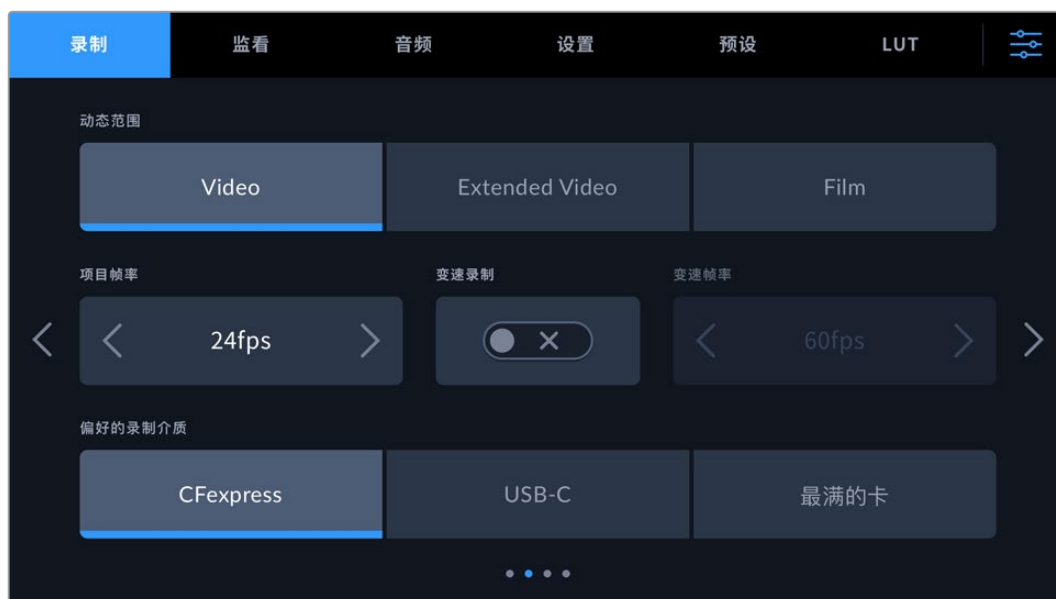 录制 监看 音频 设置 预设 LUT
动态范围
Video Extended Video Film
项目帧率 变速录制 变速帧率
24fps 60fps
偏好的录制介质
CFexpress USB-C 最满的卡